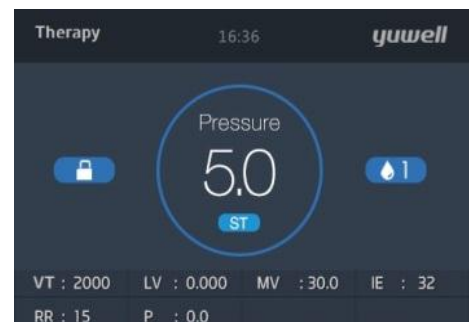 Therapy 16:36 yuwell
Pressure
5.0
1
ST
VT : 2000 LV : 0.000 MV : 30.0 IE : 32
RR : 15 P : 0.0